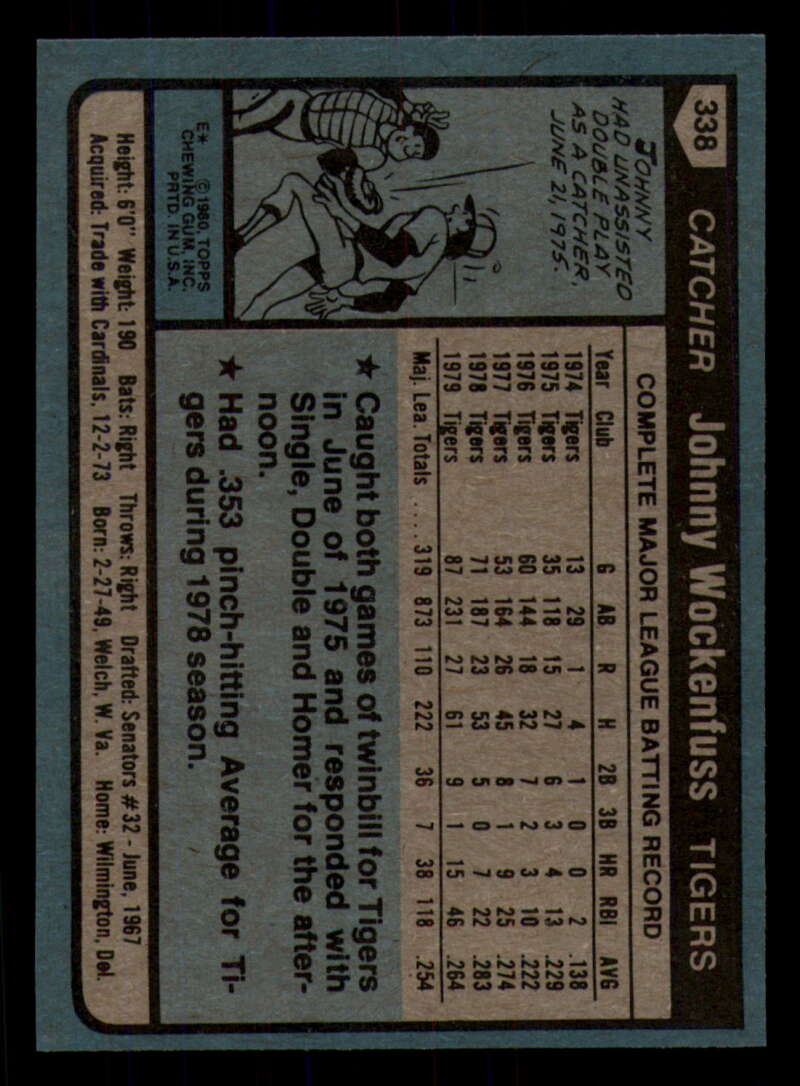 338 CATCHER Johnny Wockenfuss TIGERS
JOHNNY
HAD UNASSISTED
DOUBLE PLAY
AS A CATCHER,
JUNE 21, 1975.
E* © 1980, TOPPS
CHEWING GUM, INC.
PRTD. IN U.S.A.
COMPLETE MAJOR LEAGUE BATTING RECORD
Year Club G AB R H 2B 3B HR RBI AVG
1974 Tigers 13 29 1 4 1 0 0 2 .138
1975 Tigers 35 118 15 27 6 3 4 13 .229
1976 Tigers 60 144 18 32 7 2 3 10 .222
1977 Tigers 53 164 26 45 8 1 9 25 .274
1978 Tigers 71 187 23 53 5 0 7 22 .283
1979 Tigers 87 231 27 61 9 1 15 46 .264
Maj. Lea. Totals .... 319 873 110 222 36 7 38 118 .254
★ Caught both games of twinbill for Tigers
in June of 1975 and responded with
Single, Double and Homer for the after-
noon.
★ Had .353 pinch-hitting Average for Ti-
gers during 1978 season.
Height: 6'0" Weight: 190 Bats: Right Throws: Right Drafted: Senators #32 - June, 1967
Acquired: Trade with Cardinals, 12-2-73 Born: 2-27-49, Welch, W. Va. Home: Wilmington, Del.